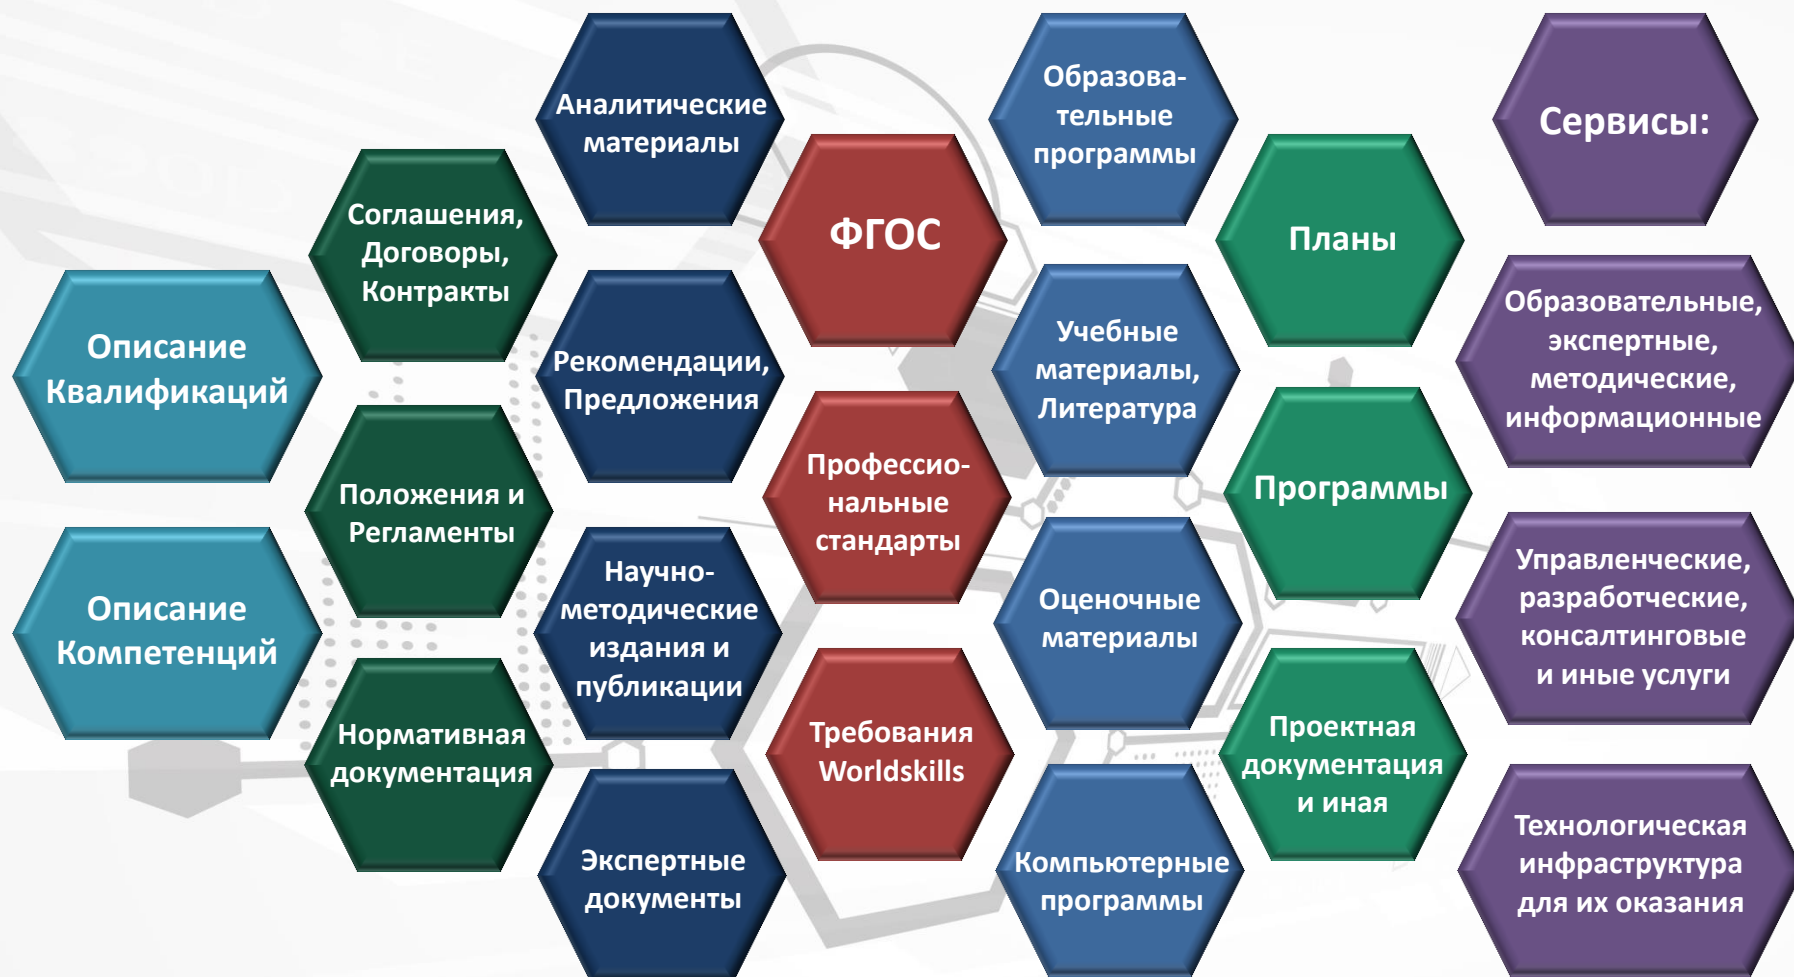 Описание
Квалификаций
Описание
Компетенций
Соглашения,
Договоры,
Контракты
Положения и
Регламенты
Нормативная
документация
Аналитические
материалы
Рекомендации,
Предложения
Научно-
методические
издания и
публикации
Экспертные
документы
ФГОС
Профессио-
нальные
стандарты
Требования
Worldskills
Образова-
тельные
программы
Учебные
материалы,
Литература
Оценочные
материалы
Компьютерные
программы
Планы
Программы
Проектная
документация
и иная
Сервисы:
Образовательные,
экспертные,
методические,
информационные
Управленческие,
разработческие,
консалтинговые
и иные услуги
Технологическая
инфраструктура
для их оказания